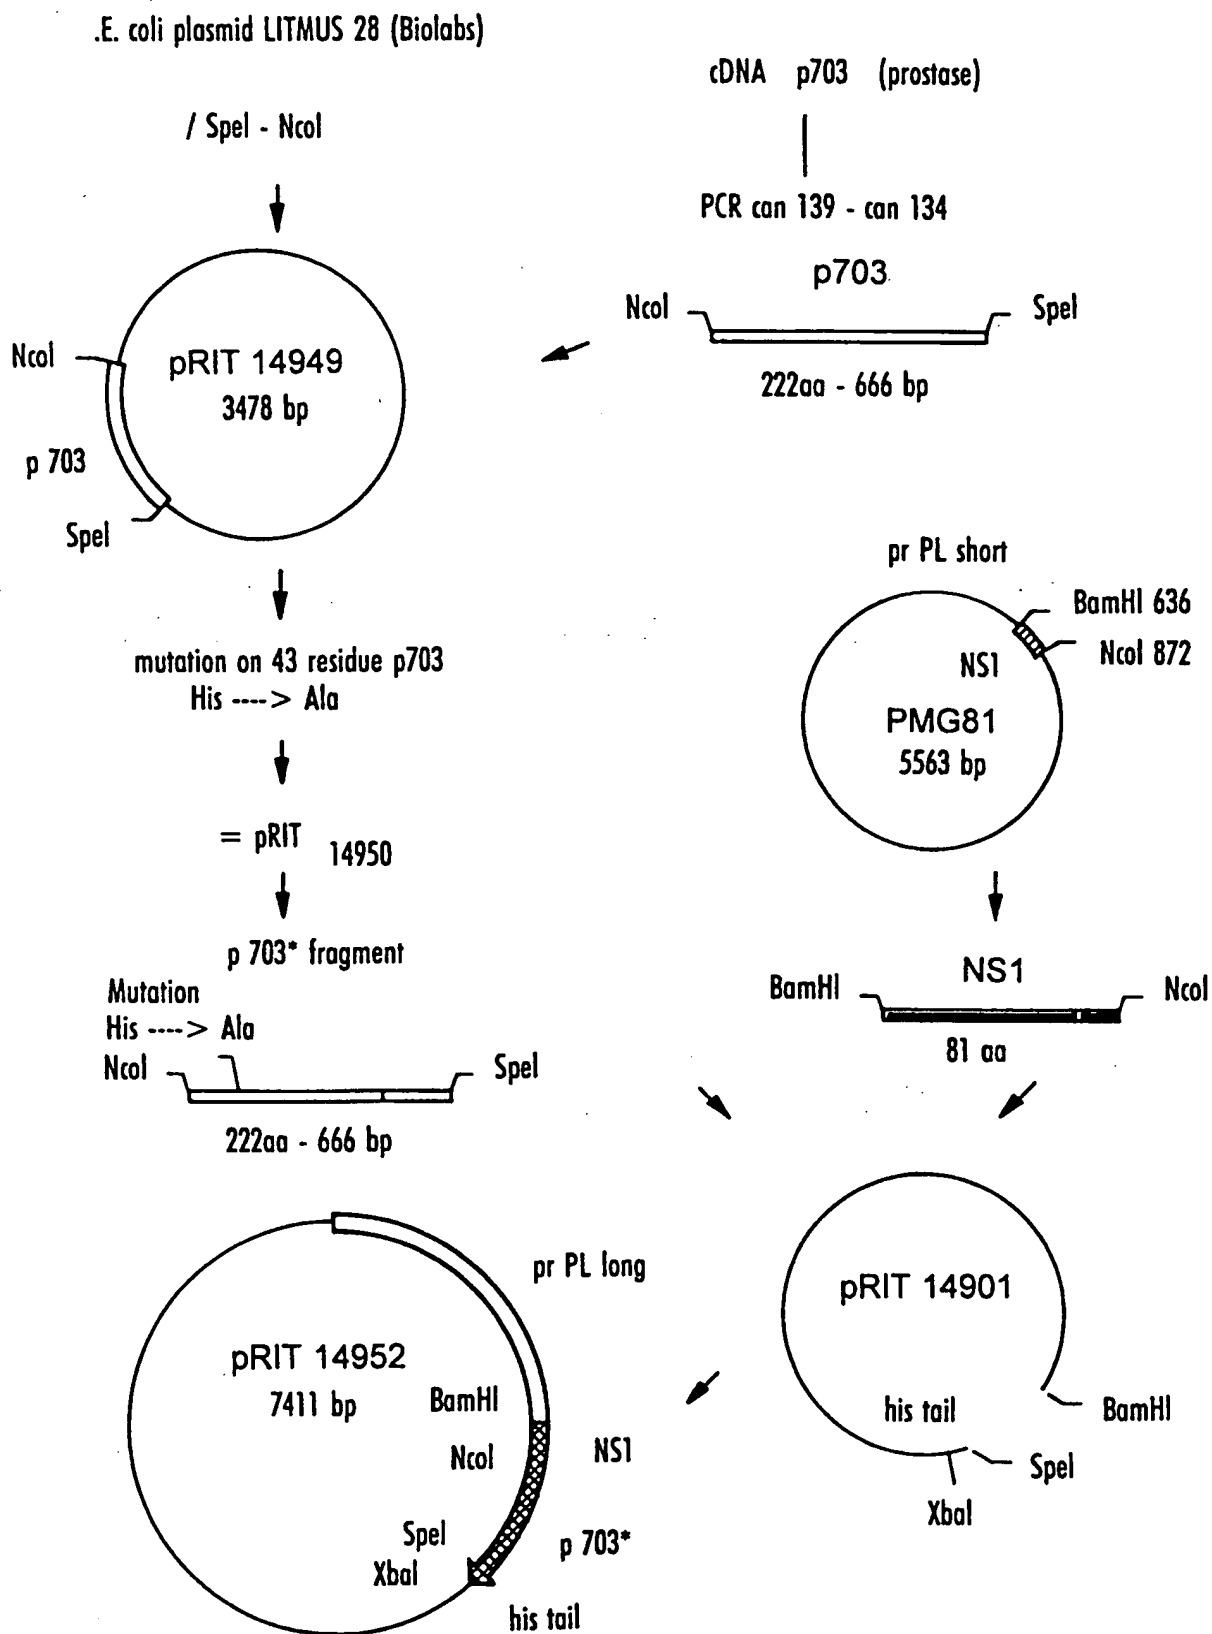 .E. coli plasmid LITMUS 28 (Biolabs)
/ SpeI - NcoI
cDNA p703 (prostase)
PCR can 139 - can 134
p703
NcoI
SpeI
222aa - 666 bp
NcoI
pRIT 14949
3478 bp
p 703
SpeI
mutation on 43 residue p703
His ----> Ala
= pRIT 14950
p 703* fragment
Mutation
His ----> Ala
NcoI
SpeI
222aa - 666 bp
pr PL short
BamHI 636
NcoI 872
NS1
PMG81
5563 bp
NS1
BamHI
NcoI
81 aa
pRIT 14901
his tail
BamHI
SpeI
XbaI
pr PL long
pRIT 14952
7411 bp
BamHI
NcoI
NS1
SpeI
XbaI
p 703*
his tail